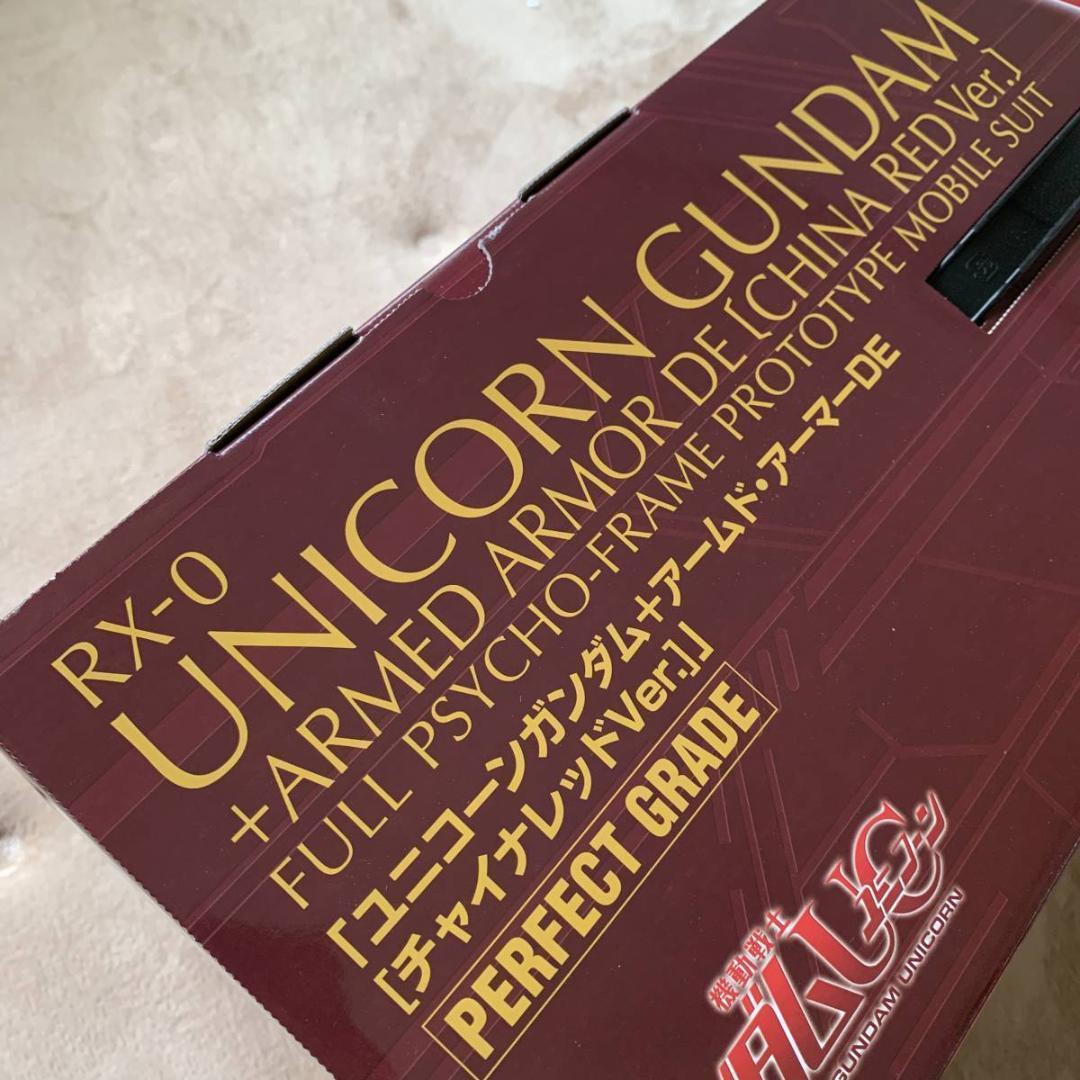 RX-0
UNICORN GUNDAM
+ARMED ARMOR DE [CHINA RED Ver.]
FULL PSYCHO-FRAME PROTOTYPE MOBILE SUIT
「ユニコーンガンダム+アームド・アーマーDE
[チャイナレッドVer.]」
PERFECT GRADE
機動戦士
ガンダムUC
ユニコーン
GUNDAM UNICORN